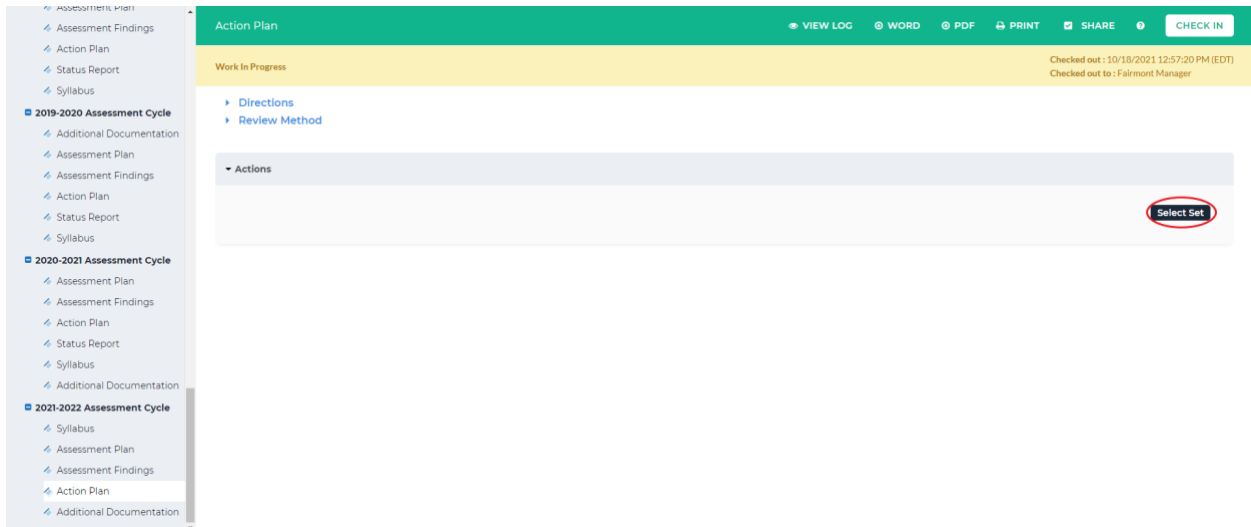 Assessment Plan
Assessment Findings
Action Plan
Status Report
Syllabus
2019-2020 Assessment Cycle
Additional Documentation
Assessment Plan
Assessment Findings
Action Plan
Status Report
Syllabus
2020-2021 Assessment Cycle
Assessment Plan
Assessment Findings
Action Plan
Status Report
Syllabus
Additional Documentation
2021-2022 Assessment Cycle
Syllabus
Assessment Plan
Assessment Findings
Action Plan
Additional Documentation
Action Plan VIEW LOG WORD PDF PRINT SHARE ? CHECK IN
Work In Progress
Checked out : 10/18/2021 12:57:20 PM (EDT)
Checked out to : Fairmont Manager
Directions
Review Method
Actions
Select Set